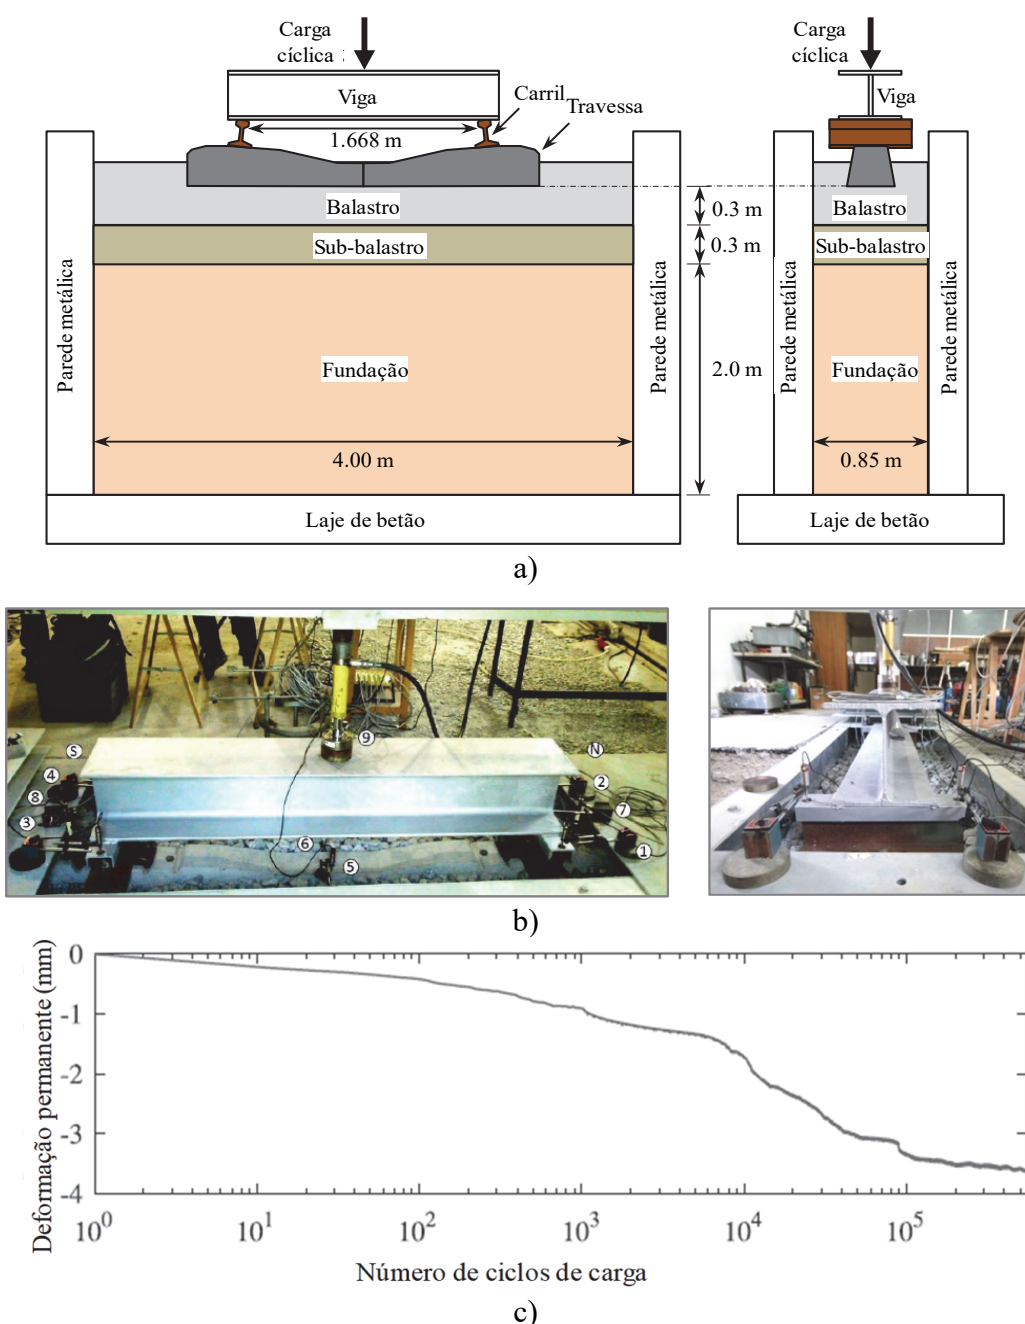 Carga
cíclica
Viga
Carril
Travessa
1.668 m
Balastro
Sub-balastro
Fundação
4.00 m
Parede metálica
Parede metálica
Laje de betão
0.3 m
0.3 m
2.0 m
Carga
cíclica
Viga
Balastro
Sub-balastro
Fundação
0.85 m
Parede metálica
Parede metálica
Laje de betão
a)
S
4
8
3
9
6
5
N
2
7
1
b)
Deformação permanente (mm)
0
-1
-2
-3
-4
10^0
10^1
10^2
10^3
10^4
10^5
Número de ciclos de carga
c)